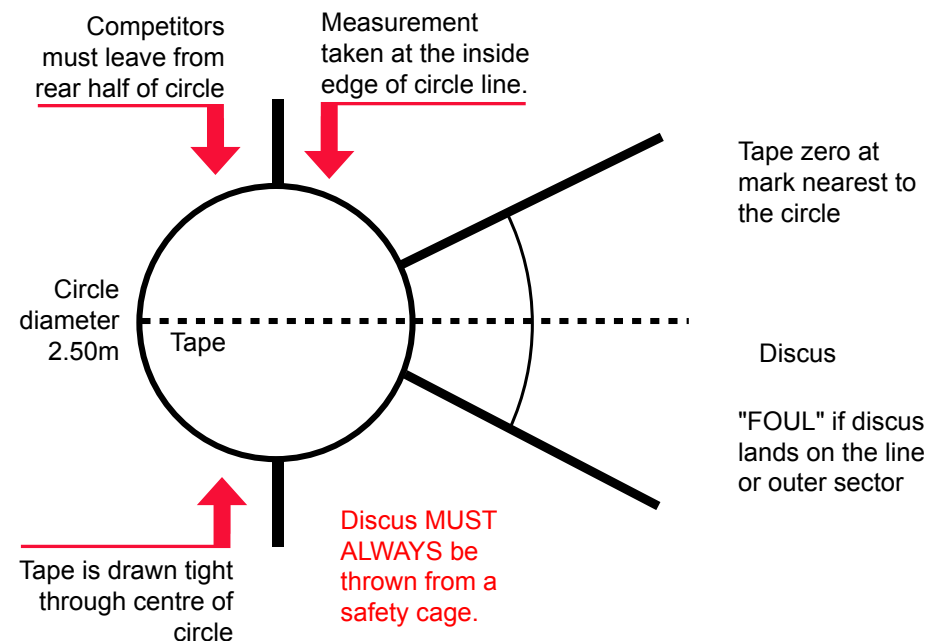 Competitors
must leave from
rear half of circle
Measurement
taken at the inside
edge of circle line.
Tape zero at
mark nearest to
the circle
Circle
diameter
2.50m
Tape
Discus
"FOUL" if discus
lands on the line
or outer sector
Discus MUST
ALWAYS be
thrown from a
safety cage.
Tape is drawn tight
through centre of
circle